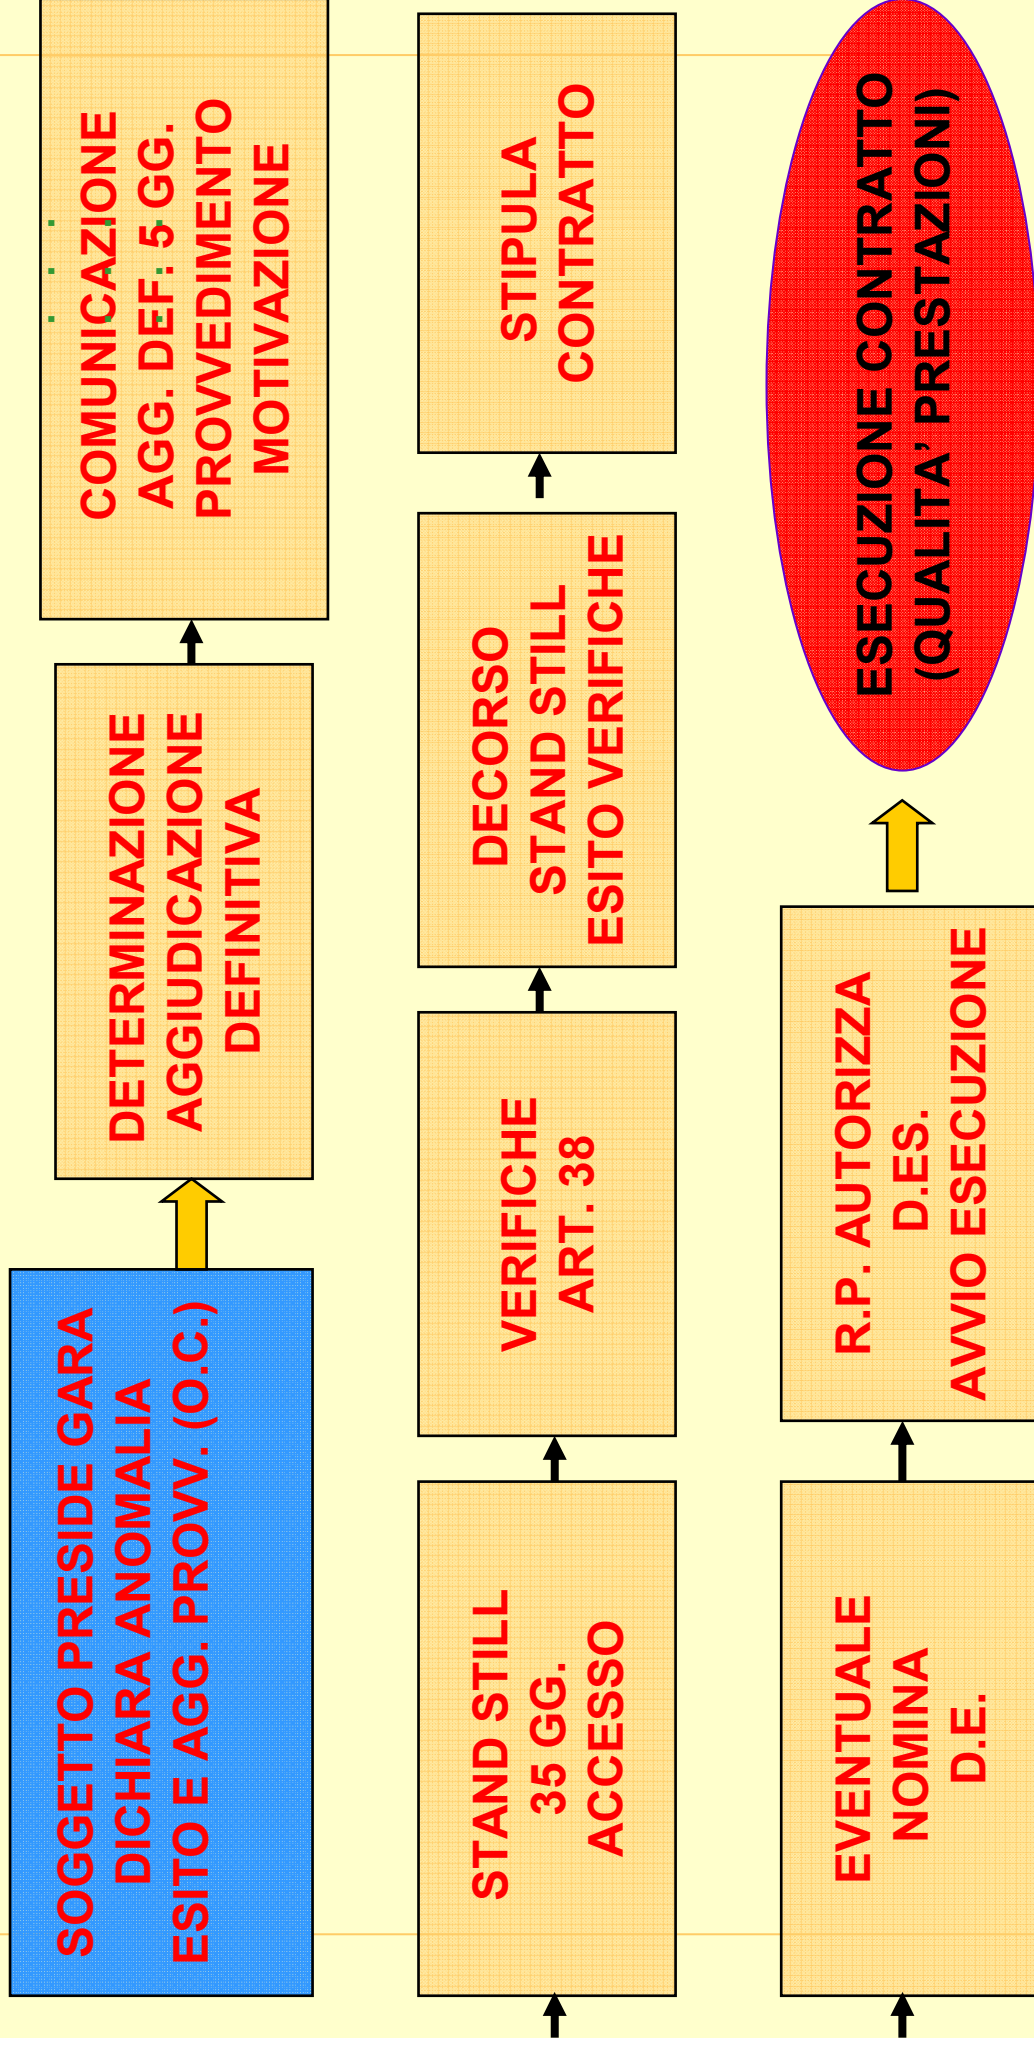 SOGGETTO PRESIDE GARA
DICHIARA ANOMALIA
ESITO E AGG. PROVV. (O.C.)
DETERMINAZIONE
AGGIUDICAZIONE
DEFINITIVA
COMUNICAZIONE
AGG. DEF. 5 GG.
PROVVEDIMENTO
MOTIVAZIONE
STAND STILL
35 GG.
ACCESSO
VERIFICHE
ART. 38
DECORSO
STAND STILL
ESITO VERIFICHE
STIPULA
CONTRATTO
EVENTUALE
NOMINA
D.E.
R.P. AUTORIZZA
D.ES.
AVVIO ESECUZIONE
ESECUZIONE CONTRATTO
(QUALITA’ PRESTAZIONI)